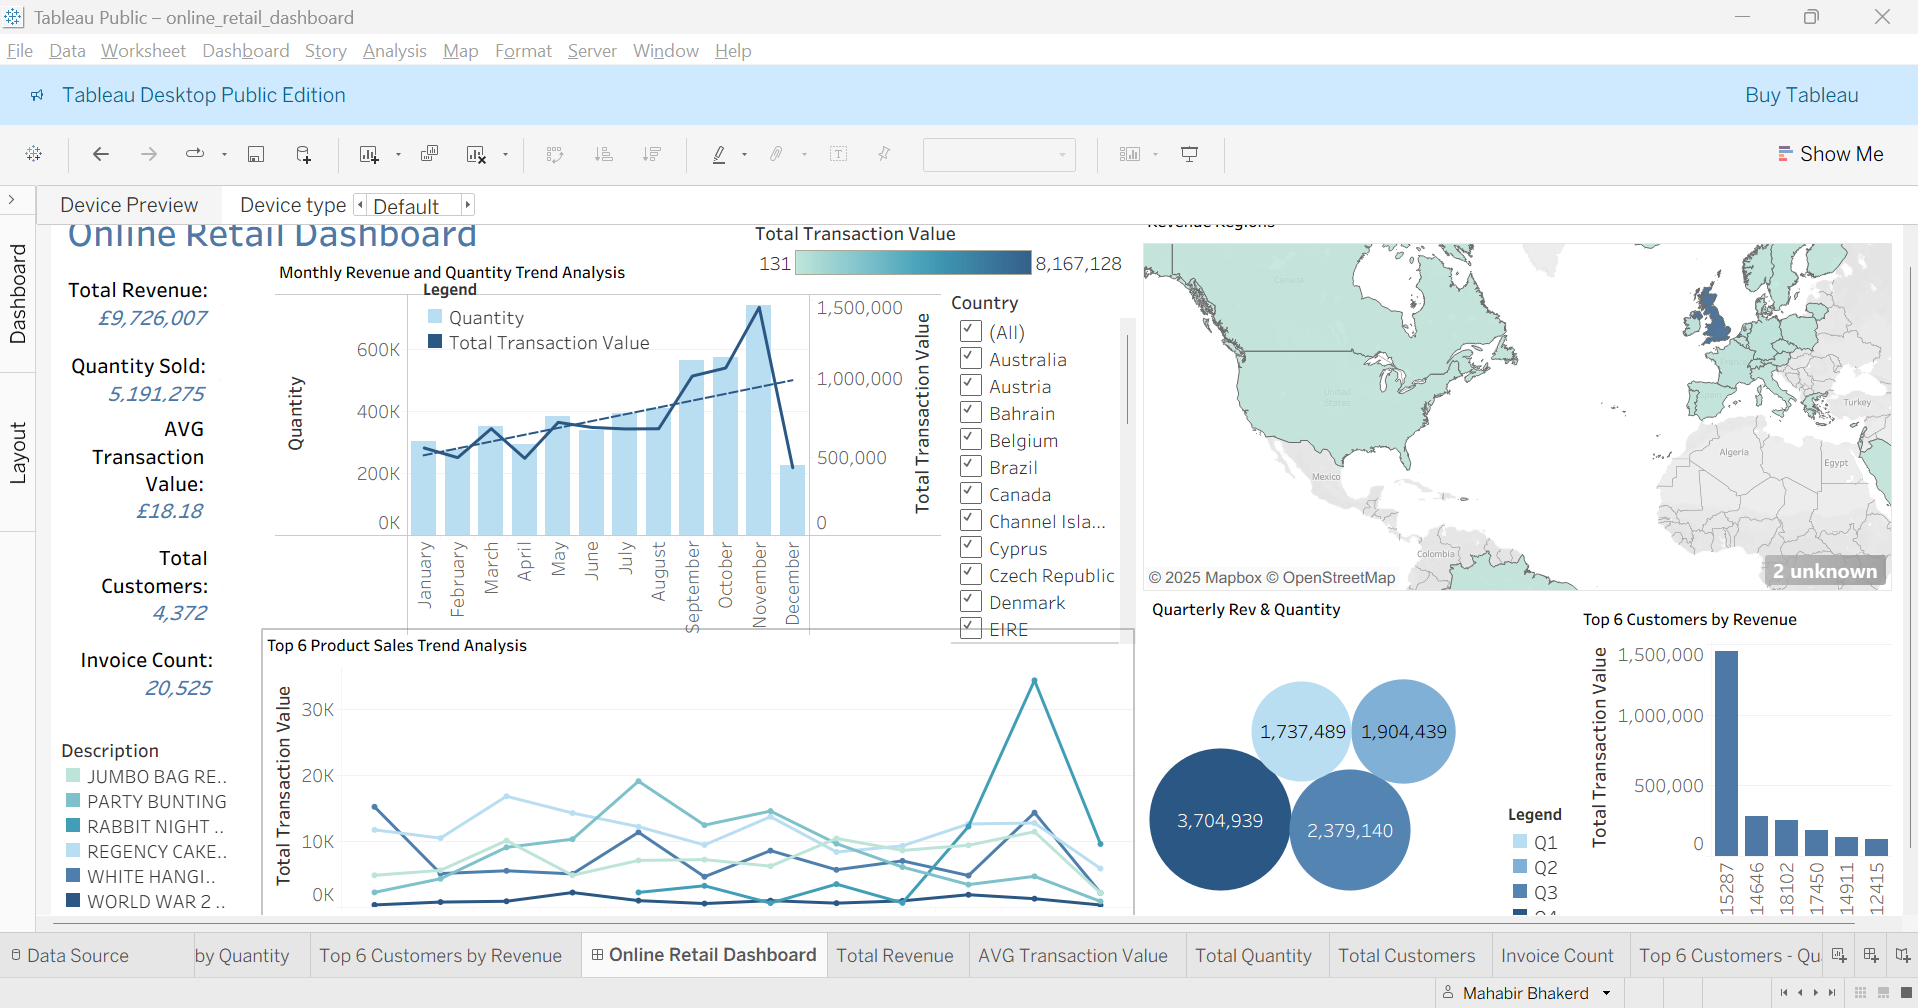 Tableau Public – online_retail_dashboard
File Data Worksheet Dashboard Story Analysis Map Format Server Window Help
Tableau Desktop Public Edition
Buy Tableau
Show Me
Device Preview
Device type
Default
Dashboard
Layout
Online Retail Dashboard
Total Revenue:
£9,726,007
Quantity Sold:
5,191,275
AVG
Transaction
Value:
£18.18
Total
Customers:
4,372
Invoice Count:
20,525
Description
JUMBO BAG RE..
PARTY BUNTING
RABBIT NIGHT ..
REGENCY CAKE..
WHITE HANGI..
WORLD WAR 2 ..
Monthly Revenue and Quantity Trend Analysis
Legend
Quantity
Total Transaction Value
Quantity
600K
400K
200K
0K
1,500,000
1,000,000
500,000
0
Total Transaction Value
January
February
March
April
May
June
July
August
September
October
November
December
Total Transaction Value
131
8,167,128
Country
(All)
Australia
Austria
Bahrain
Belgium
Brazil
Canada
Channel Isla...
Cyprus
Czech Republic
Denmark
EIRE
Top 6 Product Sales Trend Analysis
Total Transaction Value
30K
20K
10K
0K
Revenue Regions
Canada
United
States
Mexico
Colombia
Algeria
Egypt
Turkey
© 2025 Mapbox © OpenStreetMap
2 unknown
Quarterly Rev & Quantity
1,737,489
1,904,439
3,704,939
2,379,140
Legend
Q1
Q2
Q3
Q4
Top 6 Customers by Revenue
Total Transaction Value
1,500,000
1,000,000
500,000
0
15287
14646
18102
17450
14911
12415
Data Source
by Quantity
Top 6 Customers by Revenue
Online Retail Dashboard
Total Revenue
AVG Transaction Value
Total Quantity
Total Customers
Invoice Count
Top 6 Customers - Qu
Mahabir Bhakerd